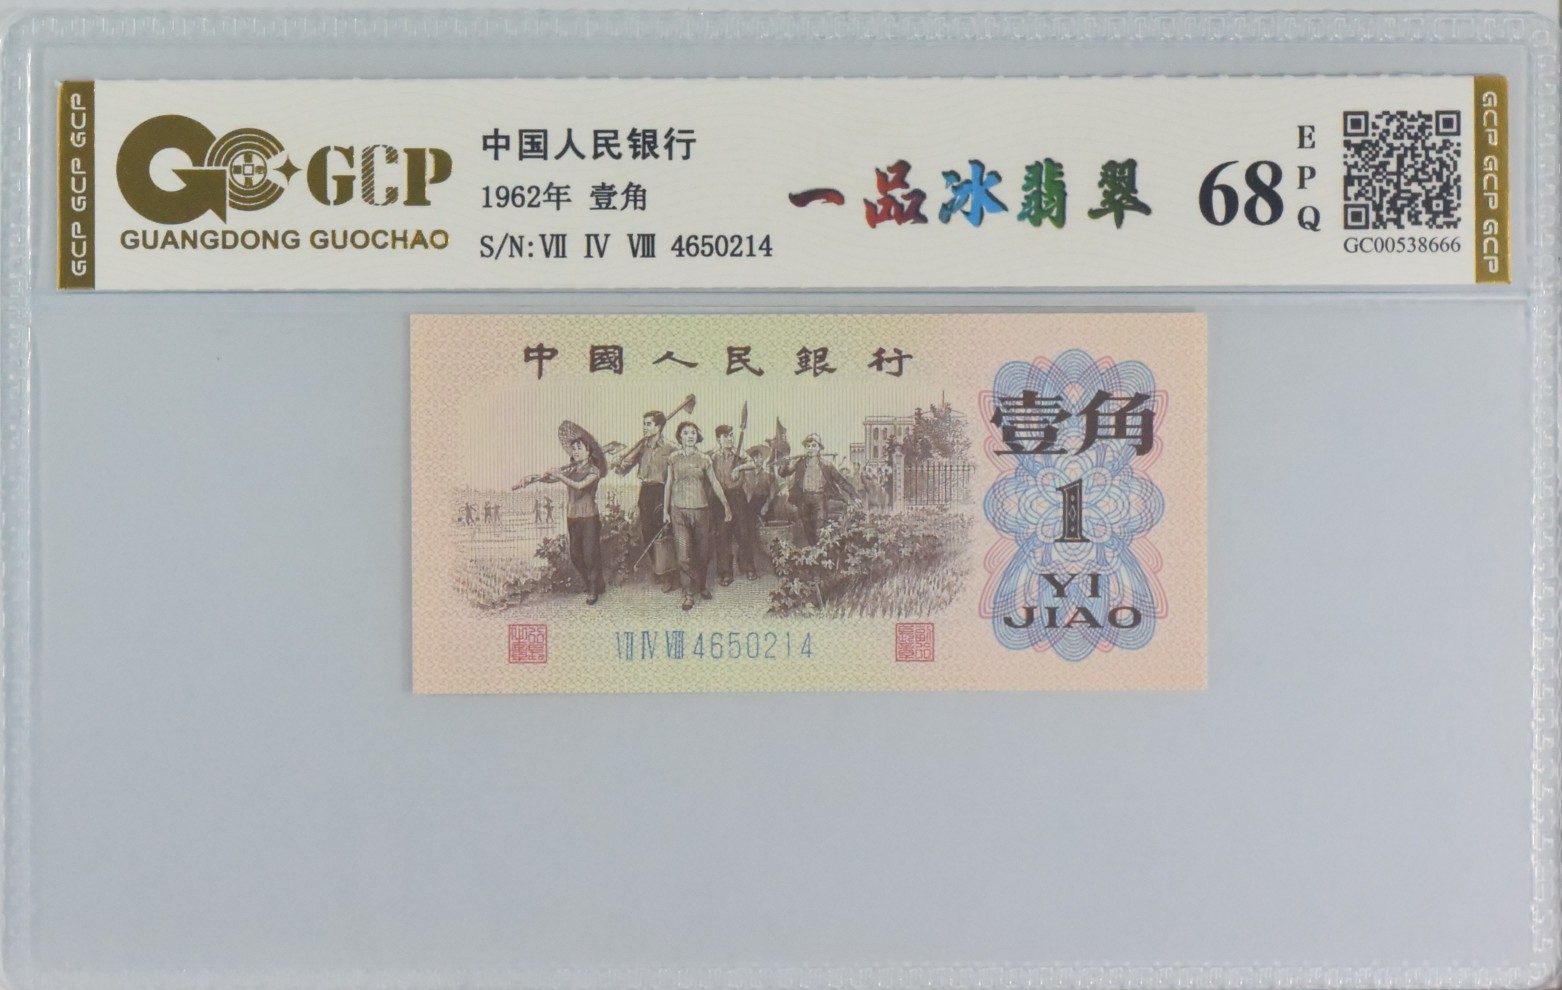 GCP GCP GCP
GCP
GUANGDONG GUOCHAO
中国人民银行
1962年 壹角
S/N:Ⅶ Ⅳ Ⅷ 4650214
一品冰翡翠
68
EPQ
GC00538666
GCP GCP GCP
中國人民銀行
壹角
1
YI
JIAO
Ⅶ Ⅳ Ⅷ 4650214